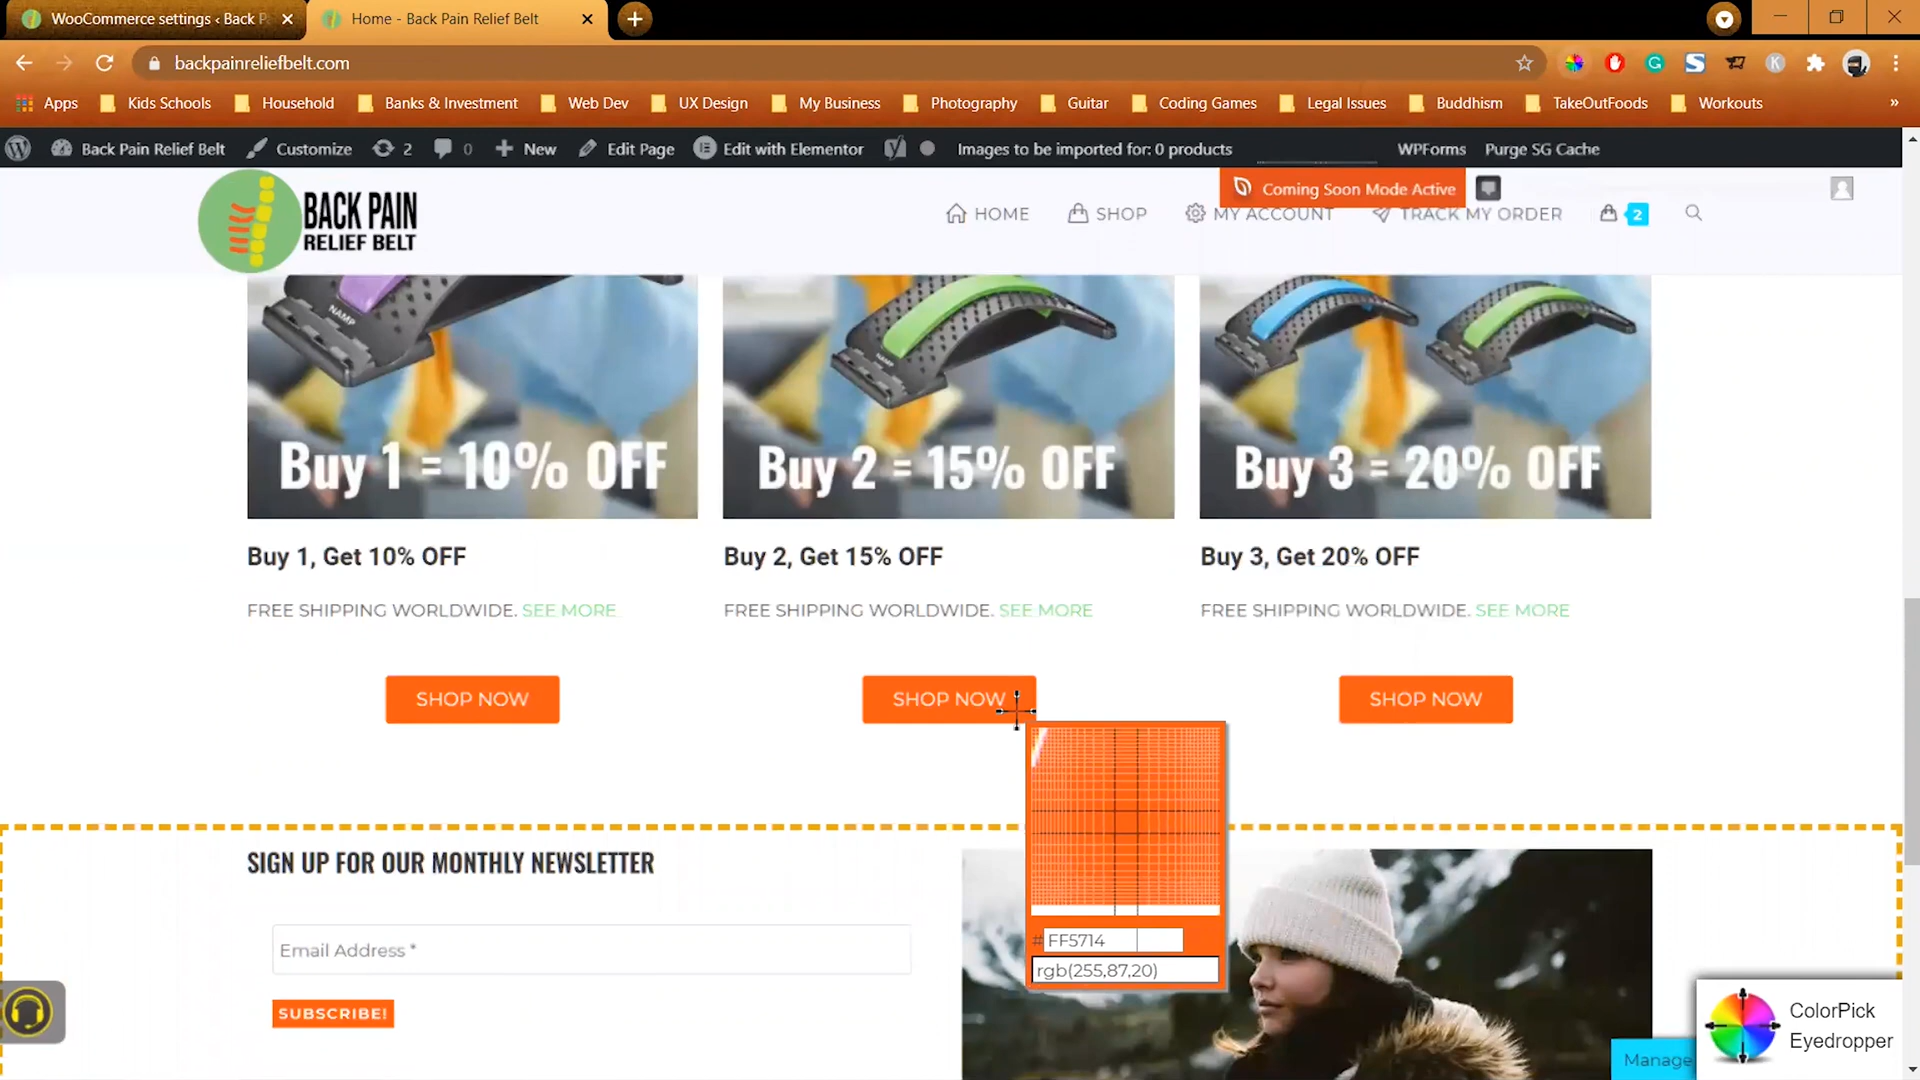 WooCommerce settings ‹ Back P
Home - Back Pain Relief Belt
backpainreliefbelt.com
Apps
Kids Schools
Household
Banks & Investment
Web Dev
UX Design
My Business
Photography
Guitar
Coding Games
Legal Issues
Buddhism
TakeOutFoods
Workouts
»
Back Pain Relief Belt
Customize
2
0
New
Edit Page
Edit with Elementor
Images to be imported for: 0 products
WPForms
Purge SG Cache
Coming Soon Mode Active
BACK PAIN
RELIEF BELT
HOME
SHOP
MY ACCOUNT
TRACK MY ORDER
2
NAMP
NAMP
Buy 1 = 10% OFF
Buy 2 = 15% OFF
Buy 3 = 20% OFF
Buy 1, Get 10% OFF
Buy 2, Get 15% OFF
Buy 3, Get 20% OFF
FREE SHIPPING WORLDWIDE. SEE MORE
FREE SHIPPING WORLDWIDE. SEE MORE
FREE SHIPPING WORLDWIDE. SEE MORE
SHOP NOW
SHOP NOW
SHOP NOW
SIGN UP FOR OUR MONTHLY NEWSLETTER
Email Address *
SUBSCRIBE!
# FF5714
rgb(255,87,20)
ColorPick
Eyedropper
Manage